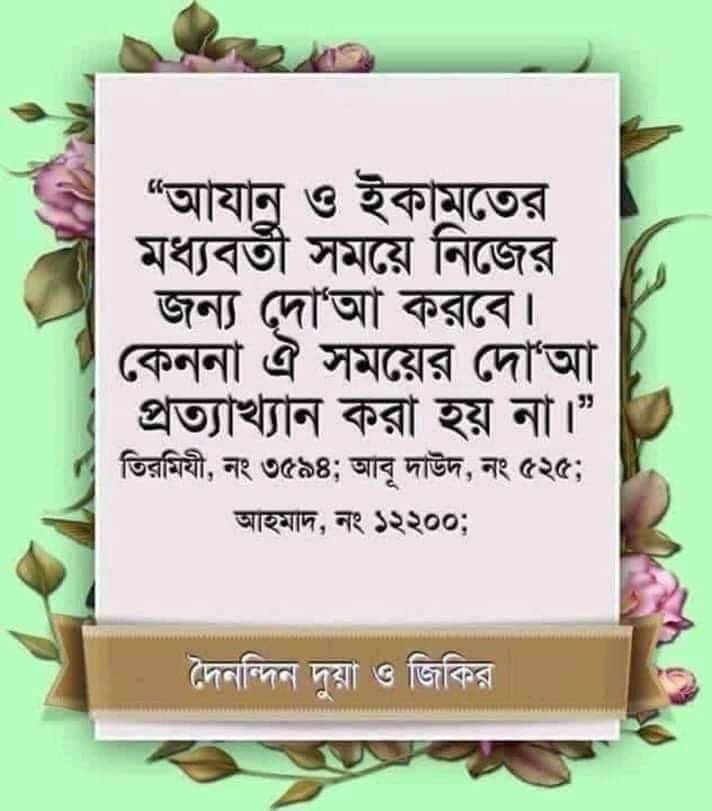 “আযান ও ইকামতের
মধ্যবর্তী সময়ে নিজের
জন্য দো‘আ করবে।
কেননা ঐ সময়ের দো‘আ
প্রত্যাখ্যান করা হয় না।”
তিরমিযী, নং ৩৫৯৪; আবূ দাউদ, নং ৫২৫;
আহমাদ, নং ১২২০০;
দৈনন্দিন দুয়া ও জিকির